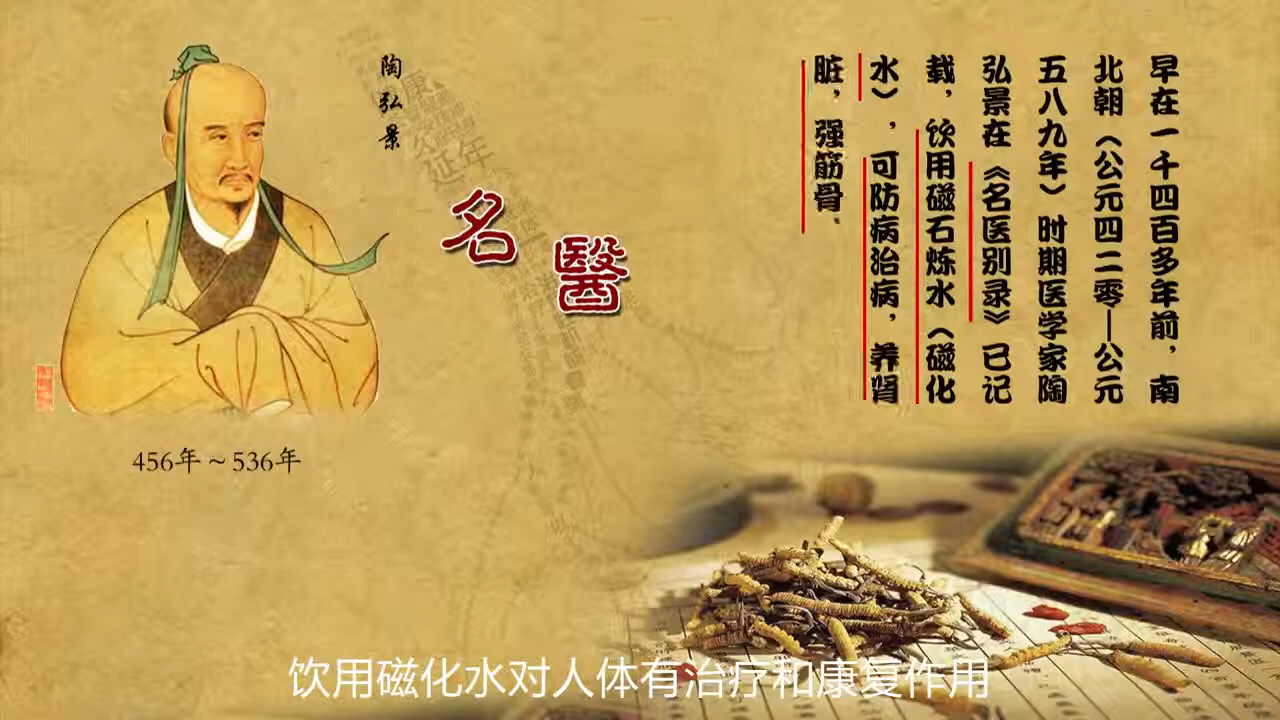 陶弘景
456年～536年
名醫
早在一千四百多年前，南
北朝（公元四二零—公元
五八九年）时期医学家陶
弘景在《名医别录》已记
载，饮用磁石炼水（磁化
水），可防病治病，养肾
脏，强筋骨.
延年
饮用磁化水对人体有治疗和康复作用